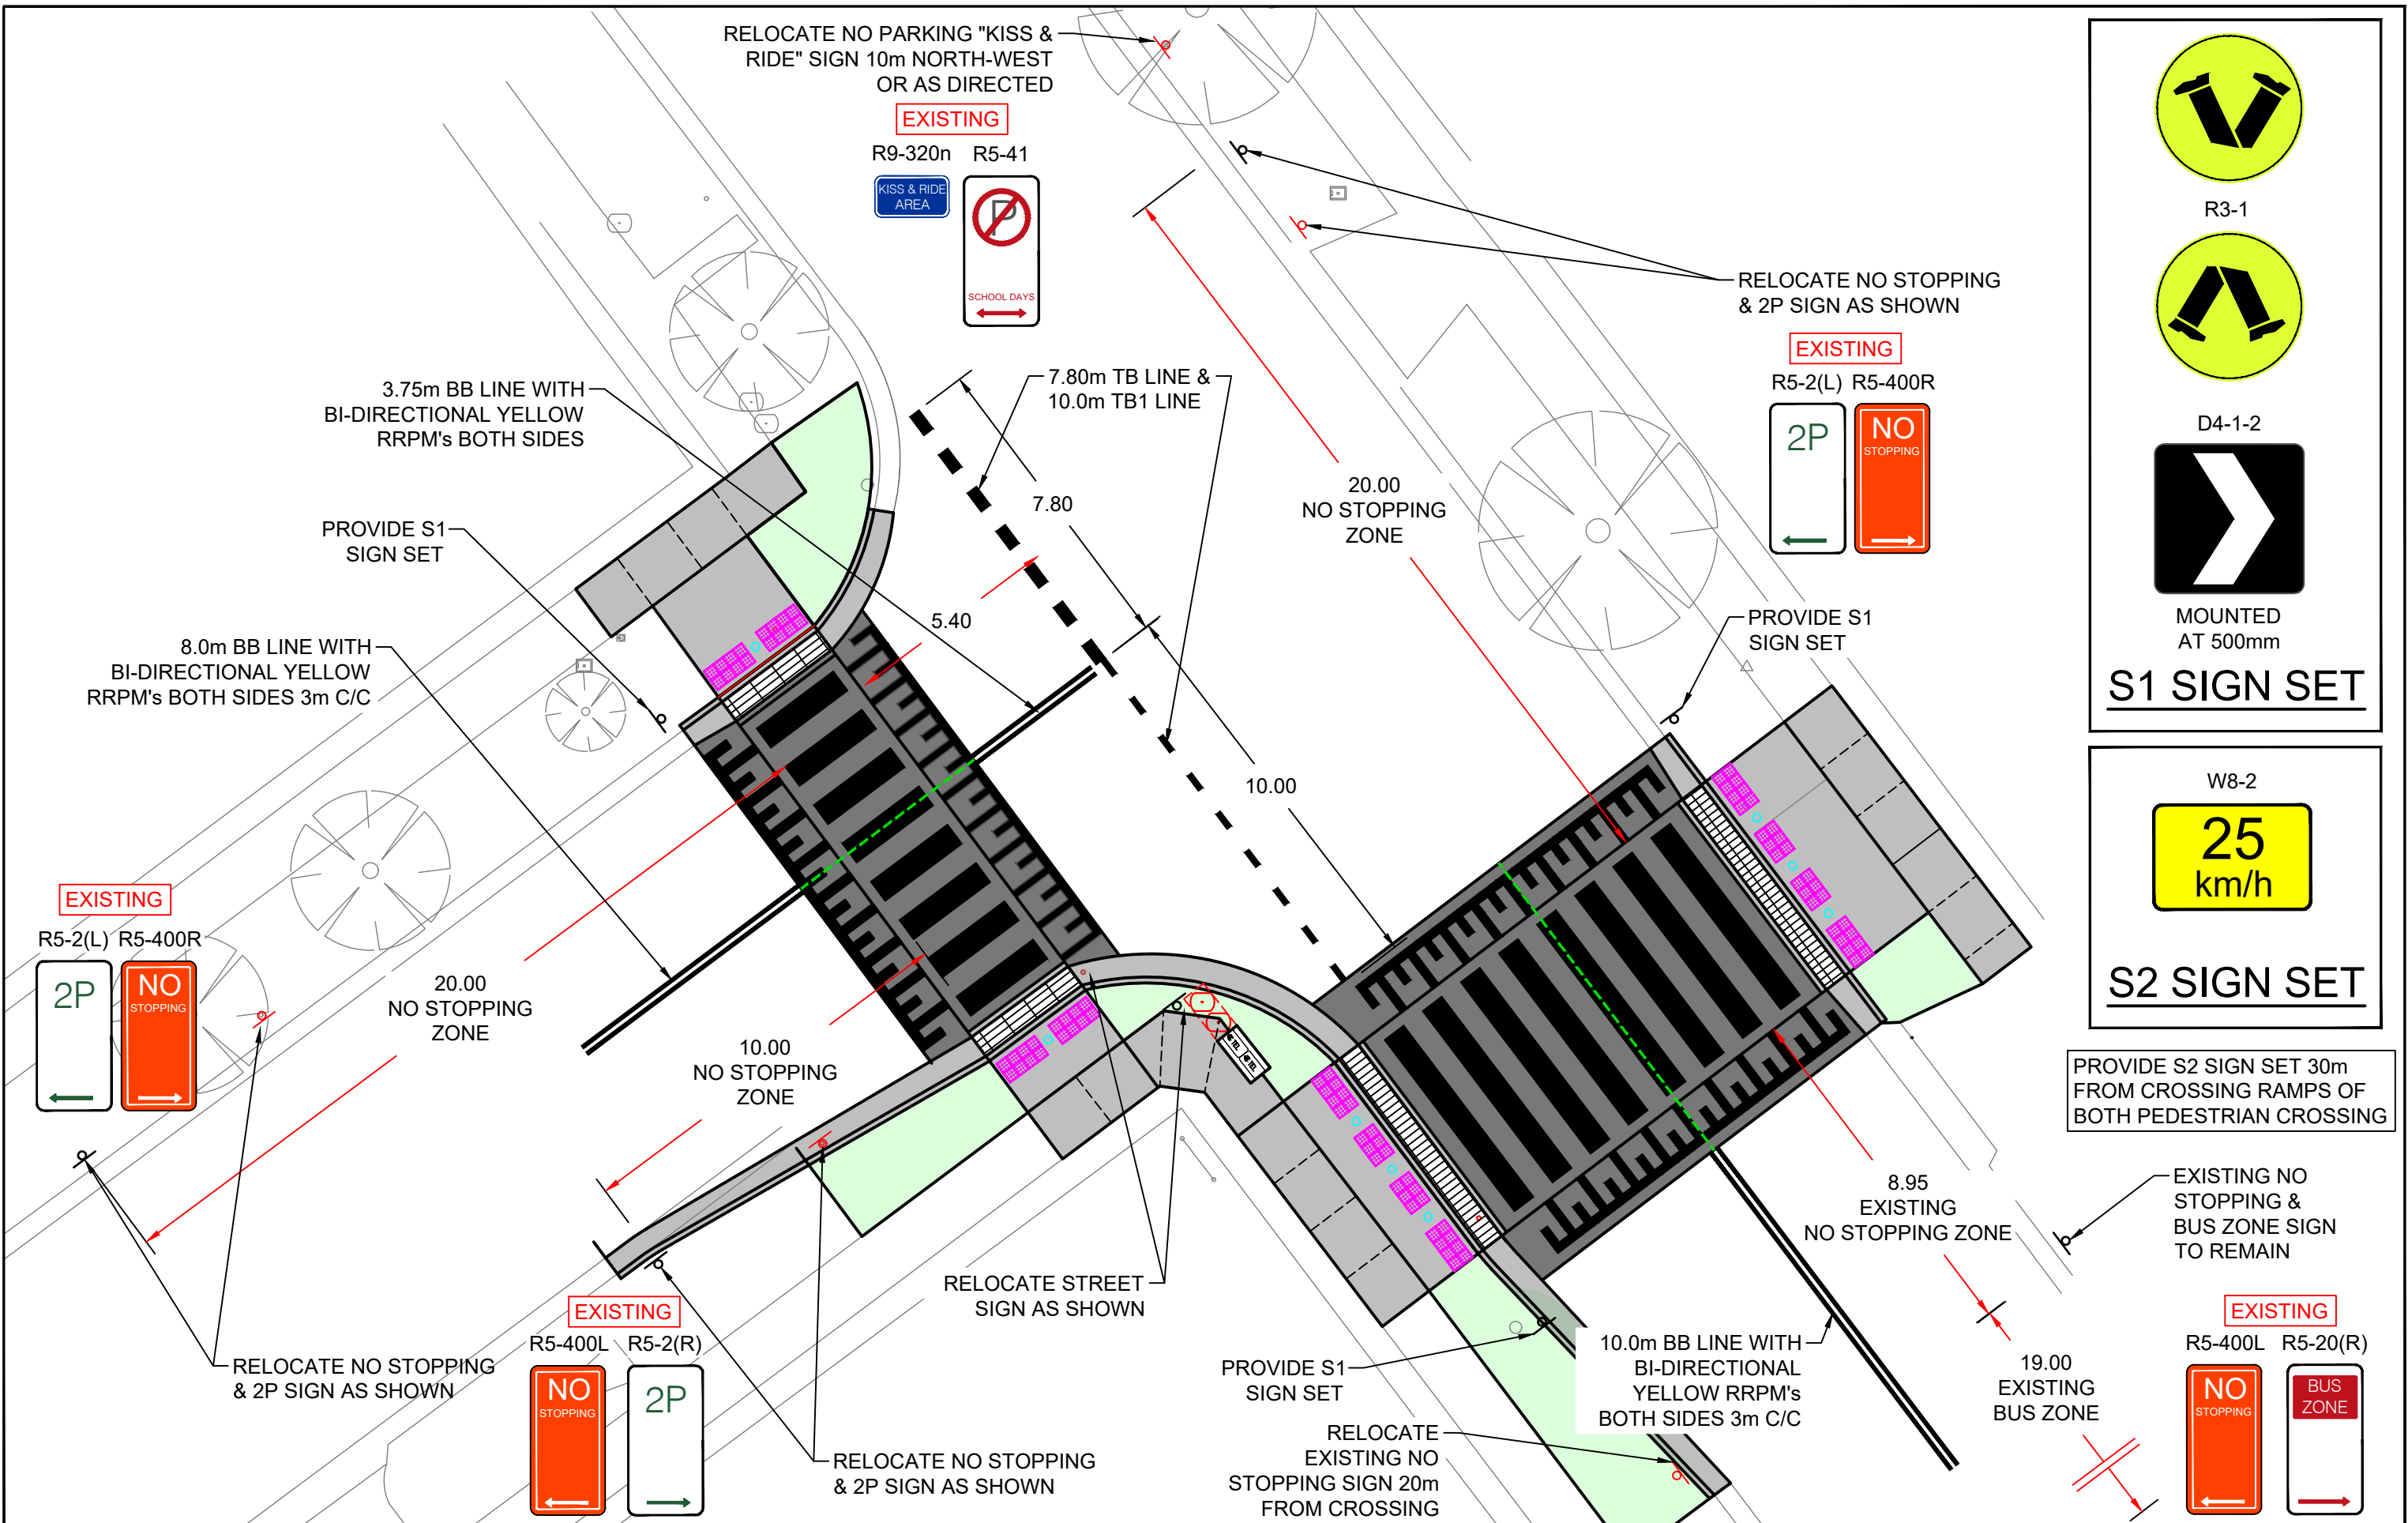 RELOCATE NO PARKING "KISS &
RIDE" SIGN 10m NORTH-WEST
OR AS DIRECTED
EXISTING
R9-320n R5-41
KISS & RIDE
AREA
P
SCHOOL DAYS
RELOCATE NO STOPPING
& 2P SIGN AS SHOWN
EXISTING
R5-2(L) R5-400R
2P
NO
STOPPING
3.75m BB LINE WITH
BI-DIRECTIONAL YELLOW
RRPM's BOTH SIDES
7.80m TB LINE &
10.0m TB1 LINE
7.80
20.00
NO STOPPING
ZONE
PROVIDE S1
SIGN SET
5.40
PROVIDE S1
SIGN SET
8.0m BB LINE WITH
BI-DIRECTIONAL YELLOW
RRPM's BOTH SIDES 3m C/C
10.00
EXISTING
R5-2(L) R5-400R
2P
NO
STOPPING
20.00
NO STOPPING
ZONE
10.00
NO STOPPING
ZONE
RELOCATE NO STOPPING
& 2P SIGN AS SHOWN
EXISTING
R5-400L R5-2(R)
NO
STOPPING
2P
RELOCATE NO STOPPING
& 2P SIGN AS SHOWN
RELOCATE STREET
SIGN AS SHOWN
PROVIDE S1
SIGN SET
RELOCATE
EXISTING NO
STOPPING SIGN 20m
FROM CROSSING
10.0m BB LINE WITH
BI-DIRECTIONAL
YELLOW RRPM's
BOTH SIDES 3m C/C
8.95
EXISTING
NO STOPPING ZONE
19.00
EXISTING
BUS ZONE
R3-1
D4-1-2
MOUNTED
AT 500mm
S1 SIGN SET
W8-2
25
km/h
S2 SIGN SET
PROVIDE S2 SIGN SET 30m
FROM CROSSING RAMPS OF
BOTH PEDESTRIAN CROSSING
EXISTING NO
STOPPING &
BUS ZONE SIGN
TO REMAIN
EXISTING
R5-400L R5-20(R)
NO
STOPPING
BUS
ZONE